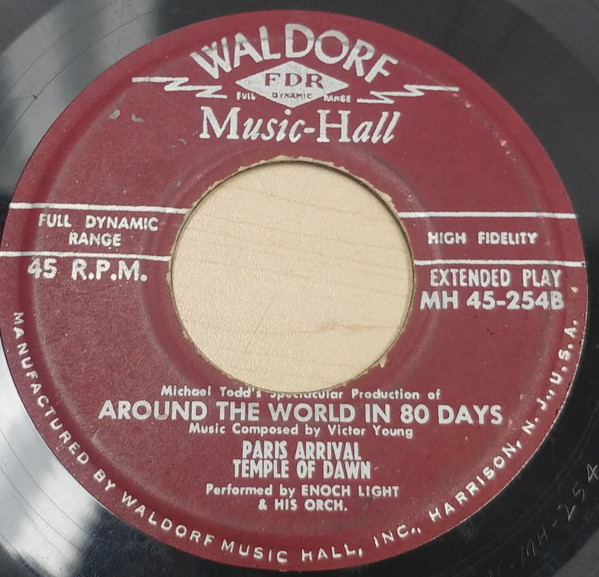 WALDORF
FDR
FULL DYNAMIC RANGE
Music-Hall
FULL DYNAMIC
RANGE
HIGH FIDELITY
45 R.P.M.
EXTENDED PLAY
MH 45-254B
Michael Todd's Spectacular Production of
AROUND THE WORLD IN 80 DAYS
Music Composed by Victor Young
PARIS ARRIVAL
TEMPLE OF DAWN
Performed by ENOCH LIGHT
& HIS ORCH.
MANUFACTURED BY WALDORF MUSIC HALL, INC., HARRISON, N. J., U. S. A.
MH-254